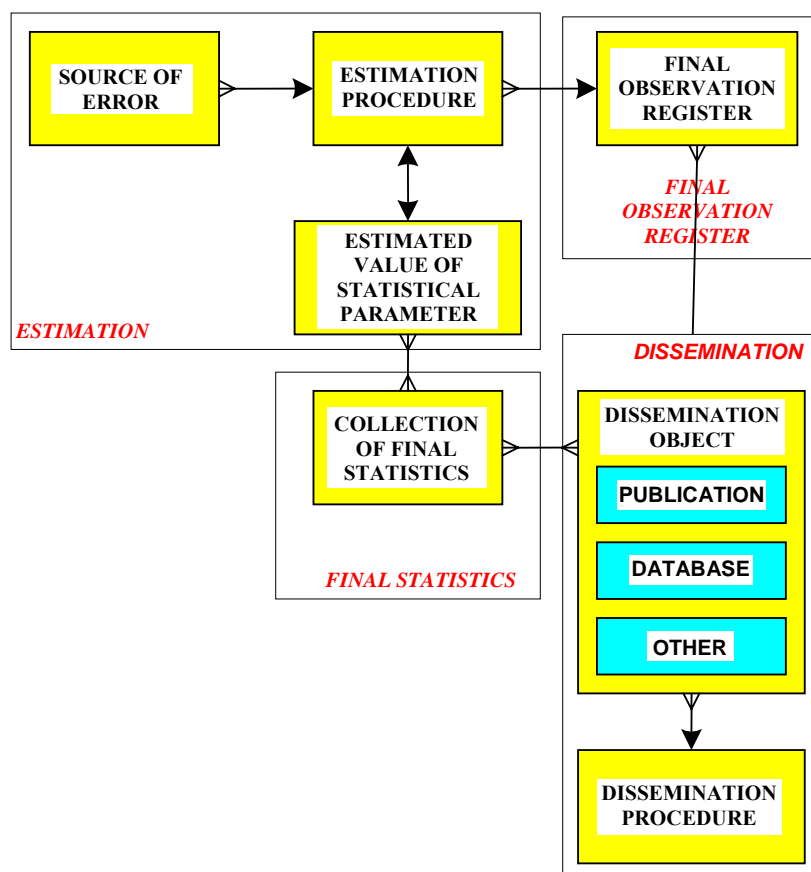 SOURCE OF
ERROR
ESTIMATION
PROCEDURE
FINAL
OBSERVATION
REGISTER
FINAL
OBSERVATION
REGISTER
ESTIMATED
VALUE OF
STATISTICAL
PARAMETER
ESTIMATION
DISSEMINATION
COLLECTION
OF FINAL
STATISTICS
FINAL STATISTICS
DISSEMINATION
OBJECT
PUBLICATION
DATABASE
OTHER
DISSEMINATION
PROCEDURE